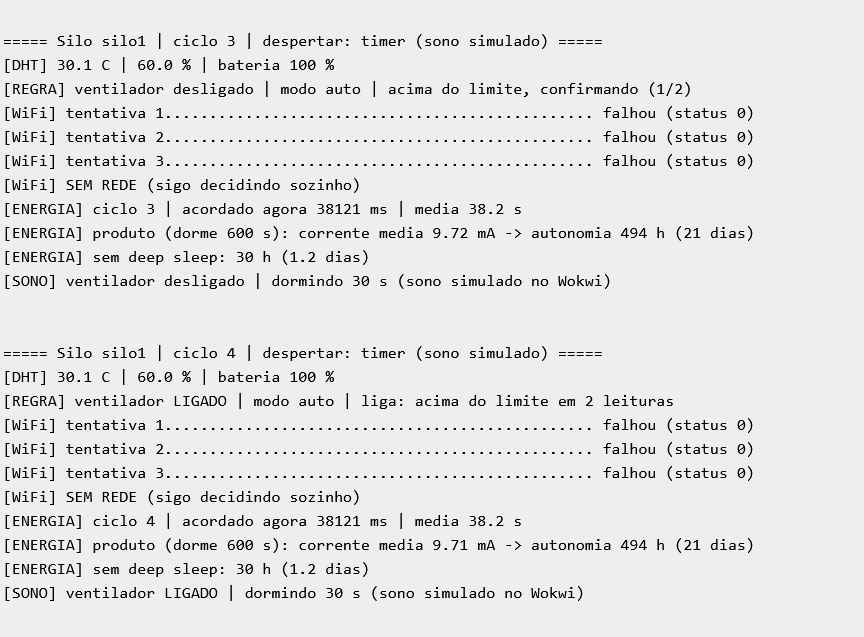 ===== Silo silo1 | ciclo 3 | despertar: timer (sono simulado) =====
[DHT] 30.1 C | 60.0 % | bateria 100 %
[REGRA] ventilador desligado | modo auto | acima do limite, confirmando (1/2)
[WiFi] tentativa 1................................................ falhou (status 0)
[WiFi] tentativa 2................................................ falhou (status 0)
[WiFi] tentativa 3................................................ falhou (status 0)
[WiFi] SEM REDE (sigo decidindo sozinho)
[ENERGIA] ciclo 3 | acordado agora 38121 ms | media 38.2 s
[ENERGIA] produto (dorme 600 s): corrente media 9.72 mA -> autonomia 494 h (21 dias)
[ENERGIA] sem deep sleep: 30 h (1.2 dias)
[SONO] ventilador desligado | dormindo 30 s (sono simulado no Wokwi)
===== Silo silo1 | ciclo 4 | despertar: timer (sono simulado) =====
[DHT] 30.1 C | 60.0 % | bateria 100 %
[REGRA] ventilador LIGADO | modo auto | liga: acima do limite em 2 leituras
[WiFi] tentativa 1................................................ falhou (status 0)
[WiFi] tentativa 2................................................ falhou (status 0)
[WiFi] tentativa 3................................................ falhou (status 0)
[WiFi] SEM REDE (sigo decidindo sozinho)
[ENERGIA] ciclo 4 | acordado agora 38121 ms | media 38.2 s
[ENERGIA] produto (dorme 600 s): corrente media 9.71 mA -> autonomia 494 h (21 dias)
[ENERGIA] sem deep sleep: 30 h (1.2 dias)
[SONO] ventilador LIGADO | dormindo 30 s (sono simulado no Wokwi)